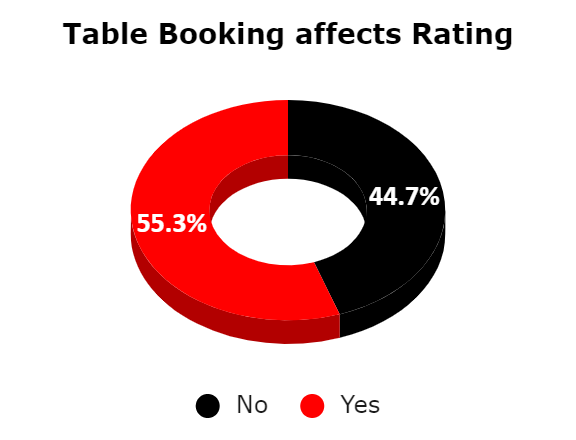 Table Booking affects Rating
44.7%
55.3%
No Yes